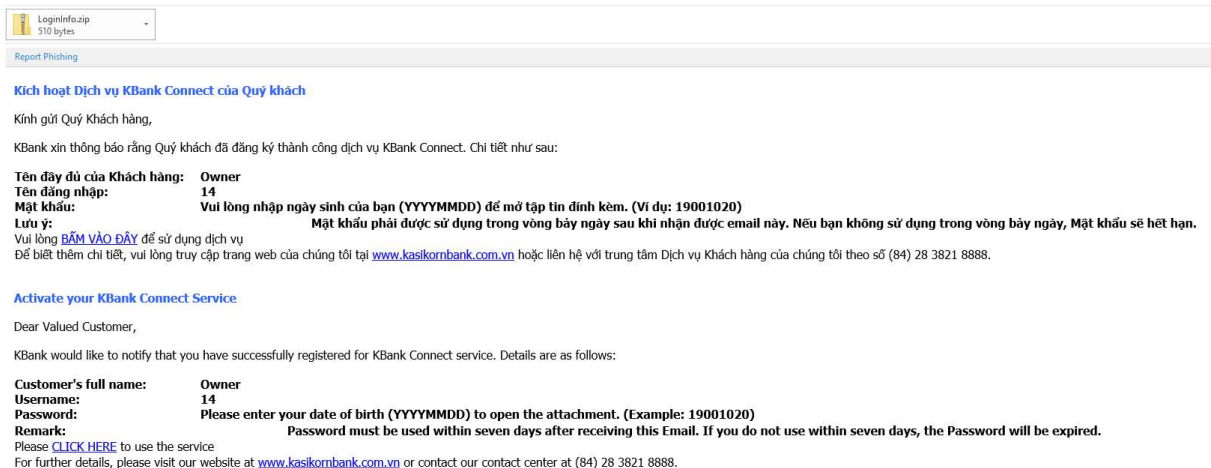 LoginInfo.zip
510 bytes
Report Phishing
Kích hoạt Dịch vụ KBank Connect của Quý khách
Kính gửi Quý Khách hàng,
KBank xin thông báo rằng Quý khách đã đăng ký thành công dịch vụ KBank Connect. Chi tiết như sau:
Tên đầy đủ của Khách hàng: Owner
Tên đăng nhập: 14
Mật khẩu: Vui lòng nhập ngày sinh của bạn (YYYYMMDD) để mở tập tin đính kèm. (Ví dụ: 19001020)
Lưu ý: Mật khẩu phải được sử dụng trong vòng bảy ngày sau khi nhận được email này. Nếu bạn không sử dụng trong vòng bảy ngày, Mật khẩu sẽ hết hạn.
Vui lòng BẤM VÀO ĐÂY để sử dụng dịch vụ
Để biết thêm chi tiết, vui lòng truy cập trang web của chúng tôi tại www.kasikornbank.com.vn hoặc liên hệ với trung tâm Dịch vụ Khách hàng của chúng tôi theo số (84) 28 3821 8888.
Activate your KBank Connect Service
Dear Valued Customer,
KBank would like to notify that you have successfully registered for KBank Connect service. Details are as follows:
Customer's full name: Owner
Username: 14
Password: Please enter your date of birth (YYYYMMDD) to open the attachment. (Example: 19001020)
Remark: Password must be used within seven days after receiving this Email. If you do not use within seven days, the Password will be expired.
Please CLICK HERE to use the service
For further details, please visit our website at www.kasikornbank.com.vn or contact our contact center at (84) 28 3821 8888.